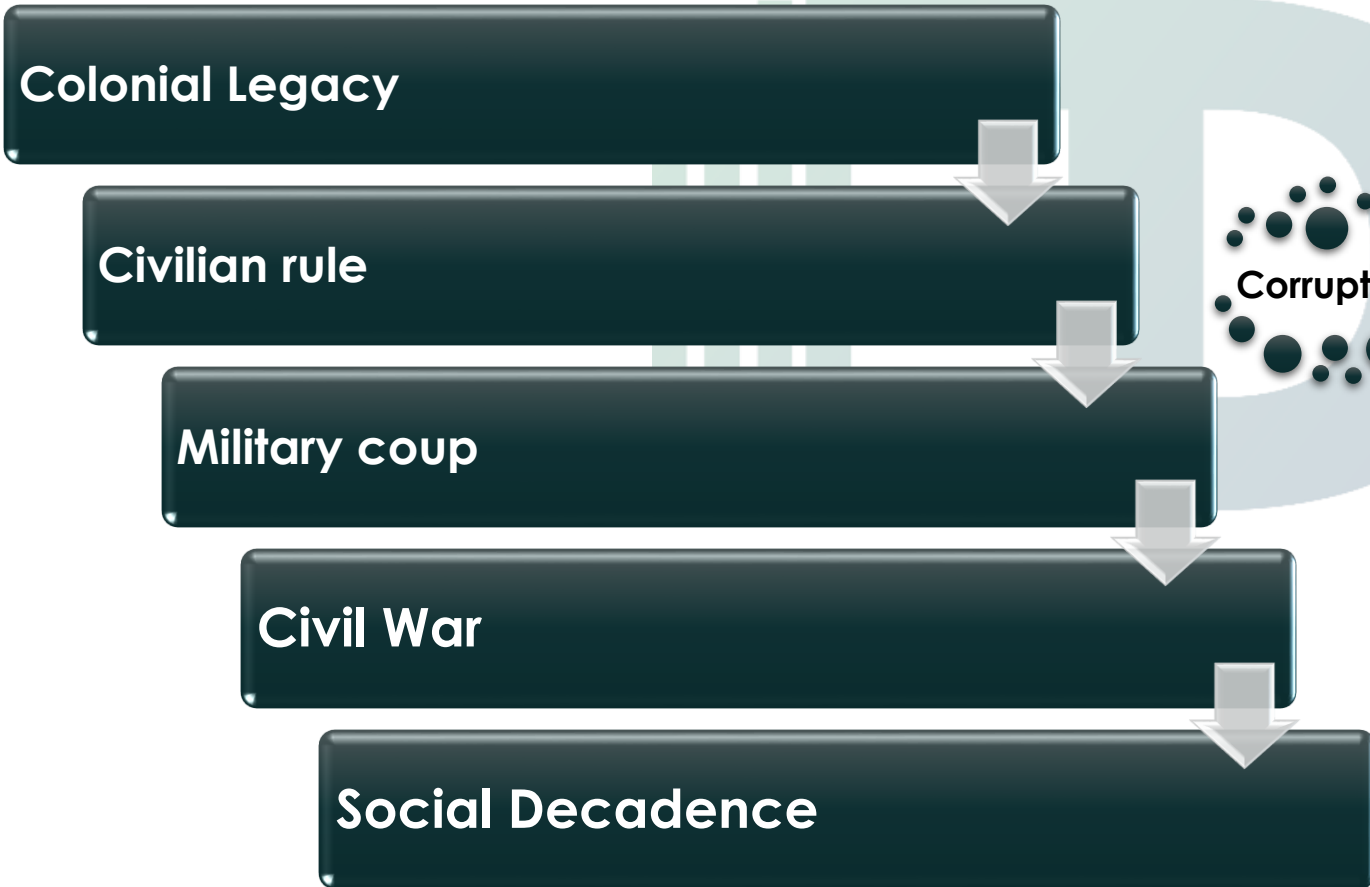 Colonial Legacy
Civilian rule
Corrupt
Military coup
Civil War
Social Decadence